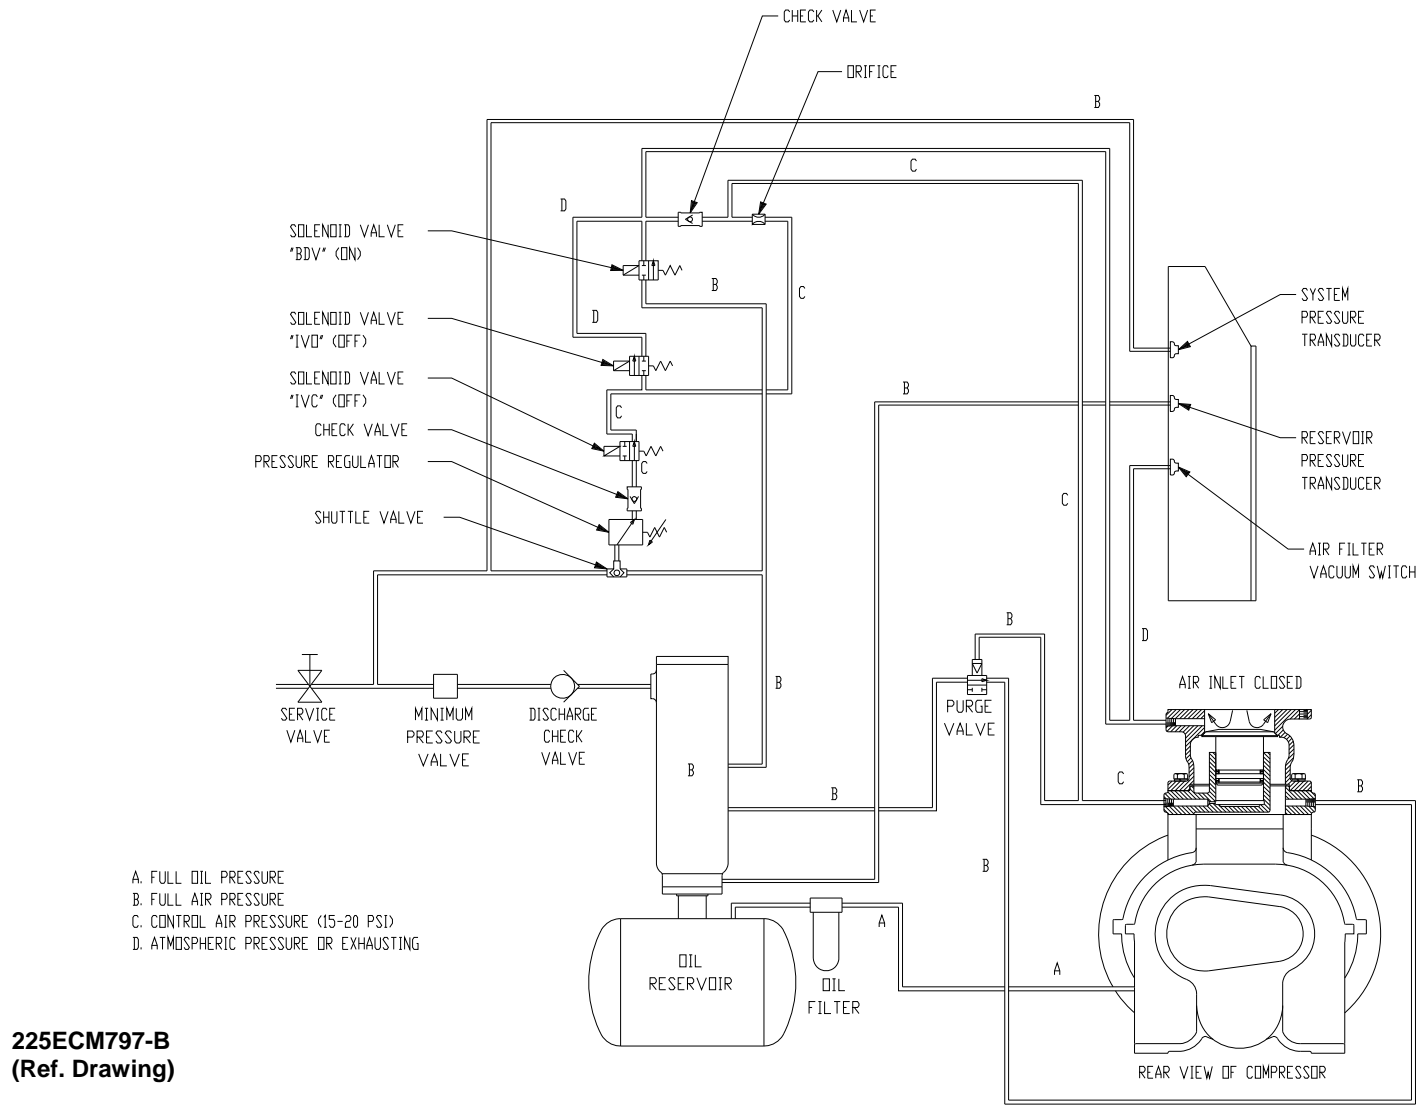 CHECK VALVE
ORIFICE
B
C
D
SOLENOID VALVE
"BDV" (ON)
B
C
SYSTEM
PRESSURE
TRANSDUCER
SOLENOID VALVE
"IVO" (OFF)
D
SOLENOID VALVE
"IVC" (OFF)
B
C
CHECK VALVE
RESERVOIR
PRESSURE
TRANSDUCER
PRESSURE REGULATOR
C
C
SHUTTLE VALVE
AIR FILTER
VACUUM SWITCH
B
D
B
AIR INLET CLOSED
SERVICE
VALVE
MINIMUM
PRESSURE
VALVE
DISCHARGE
CHECK
VALVE
PURGE
VALVE
B
B
C
B
B
A. FULL OIL PRESSURE
B. FULL AIR PRESSURE
C. CONTROL AIR PRESSURE (15-20 PSI)
D. ATMOSPHERIC PRESSURE OR EXHAUSTING
A
OIL
RESERVOIR
A
OIL
FILTER
225ECM797-B
(Ref. Drawing)
REAR VIEW OF COMPRESSOR